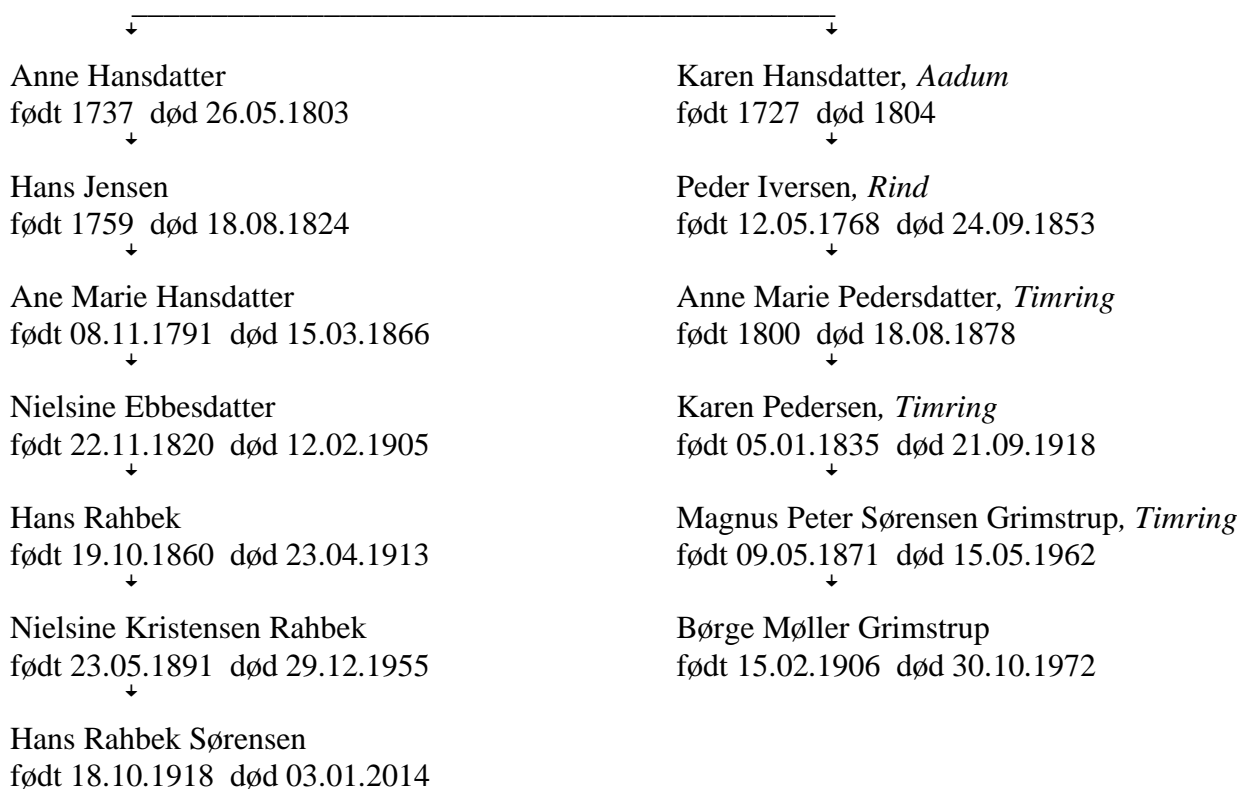 Anne Hansdatter
født 1737 død 26.05.1803
Hans Jensen
født 1759 død 18.08.1824
Ane Marie Hansdatter
født 08.11.1791 død 15.03.1866
Nielsine Ebbesdatter
født 22.11.1820 død 12.02.1905
Hans Rahbek
født 19.10.1860 død 23.04.1913
Nielsine Kristensen Rahbek
født 23.05.1891 død 29.12.1955
Hans Rahbek Sørensen
født 18.10.1918 død 03.01.2014
Karen Hansdatter, Aadum
født 1727 død 1804
Peder Iversen, Rind
født 12.05.1768 død 24.09.1853
Anne Marie Pedersdatter, Timring
født 1800 død 18.08.1878
Karen Pedersen, Timring
født 05.01.1835 død 21.09.1918
Magnus Peter Sørensen Grimstrup, Timring
født 09.05.1871 død 15.05.1962
Børge Møller Grimstrup
født 15.02.1906 død 30.10.1972